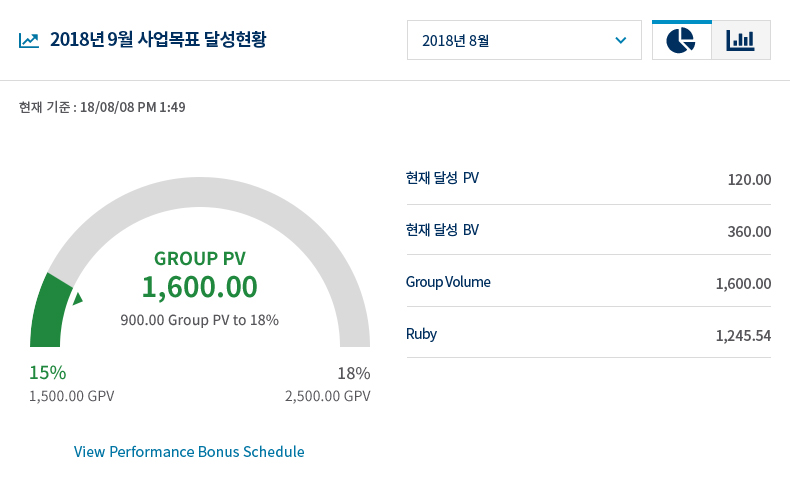 2018년 9월 사업목표 달성현황
2018년 8월
현재 기준 : 18/08/08 PM 1:49
GROUP PV
1,600.00
900.00 Group PV to 18%
15%
1,500.00 GPV
18%
2,500.00 GPV
View Performance Bonus Schedule
현재 달성 PV 120.00
현재 달성 BV 360.00
Group Volume 1,600.00
Ruby 1,245.54